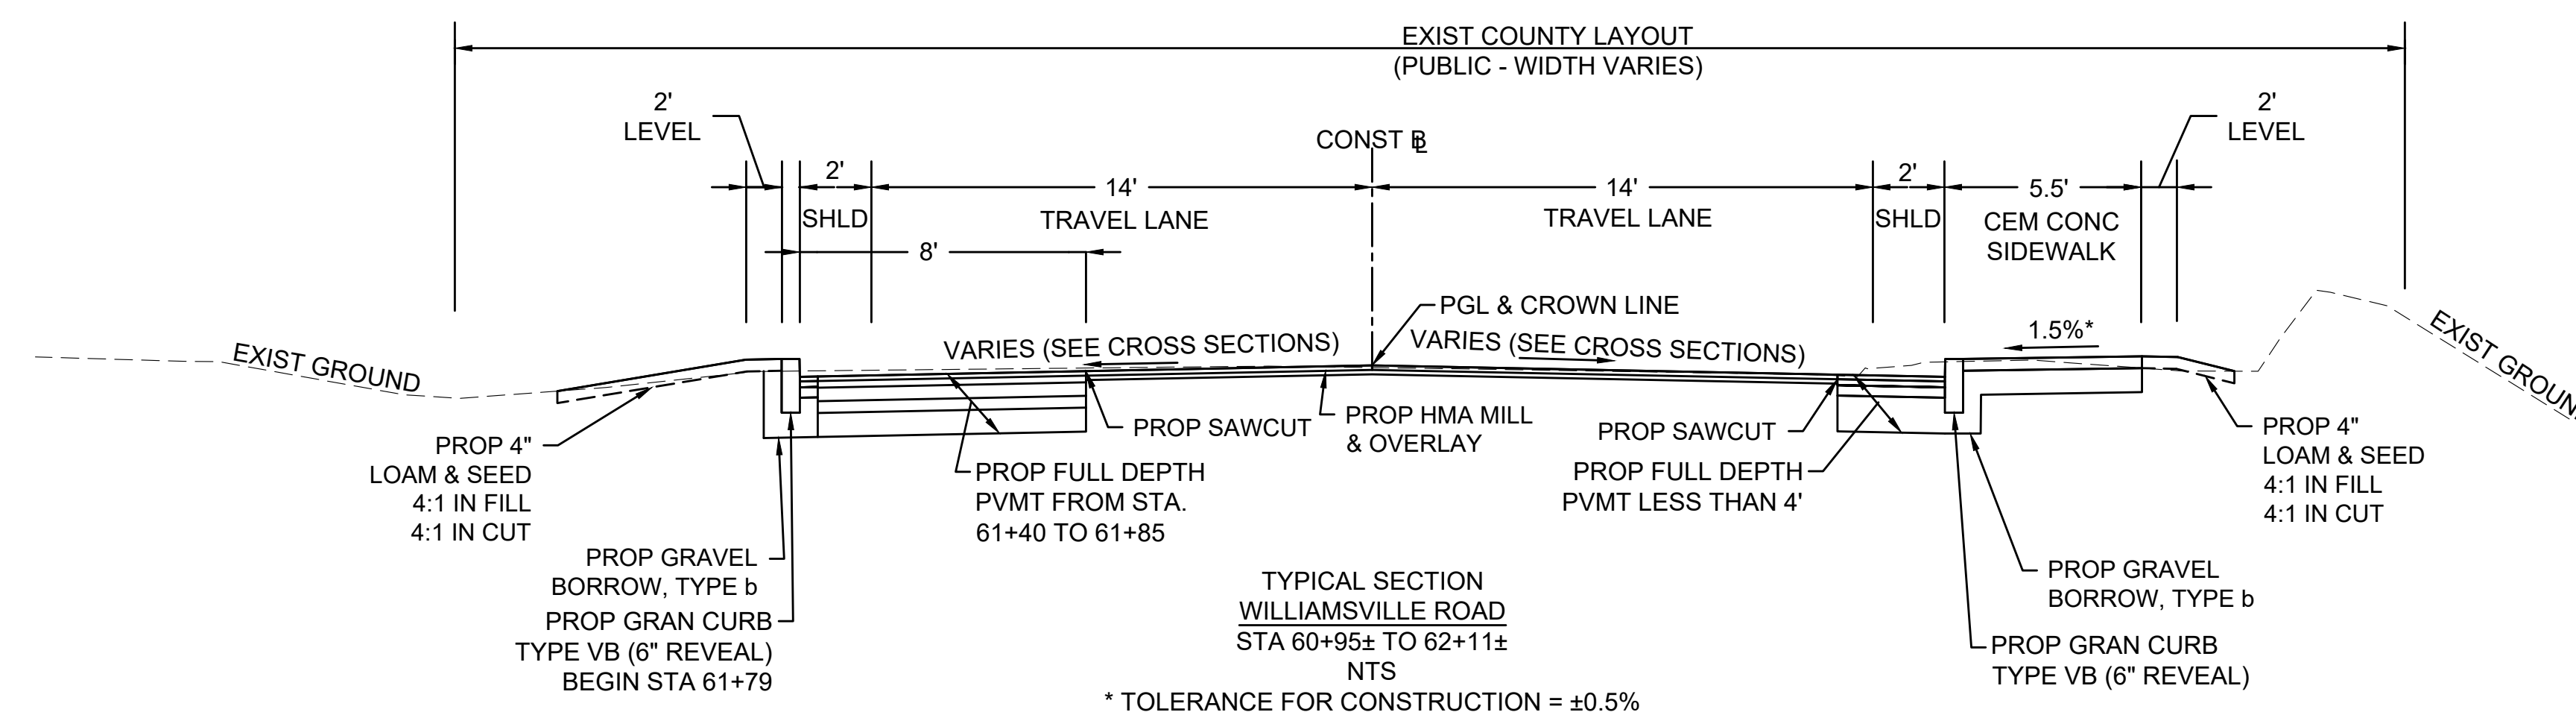 EXIST COUNTY LAYOUT
(PUBLIC - WIDTH VARIES)
2'
LEVEL
2'
LEVEL
CONST BL
2'
SHLD
14'
TRAVEL LANE
14'
TRAVEL LANE
2'
SHLD
5.5'
CEM CONC
SIDEWALK
8'
PGL & CROWN LINE
VARIES (SEE CROSS SECTIONS)
VARIES (SEE CROSS SECTIONS)
1.5%*
EXIST GROUND
EXIST GROUND
PROP 4"
LOAM & SEED
4:1 IN FILL
4:1 IN CUT
PROP SAWCUT
PROP HMA MILL
& OVERLAY
PROP SAWCUT
PROP 4"
LOAM & SEED
4:1 IN FILL
4:1 IN CUT
PROP FULL DEPTH
PVMT FROM STA.
61+40 TO 61+85
PROP FULL DEPTH
PVMT LESS THAN 4'
PROP GRAVEL
BORROW, TYPE b
PROP GRAN CURB
TYPE VB (6" REVEAL)
BEGIN STA 61+79
PROP GRAVEL
BORROW, TYPE b
PROP GRAN CURB
TYPE VB (6" REVEAL)
TYPICAL SECTION
WILLIAMSVILLE ROAD
STA 60+95± TO 62+11±
NTS
* TOLERANCE FOR CONSTRUCTION = ±0.5%